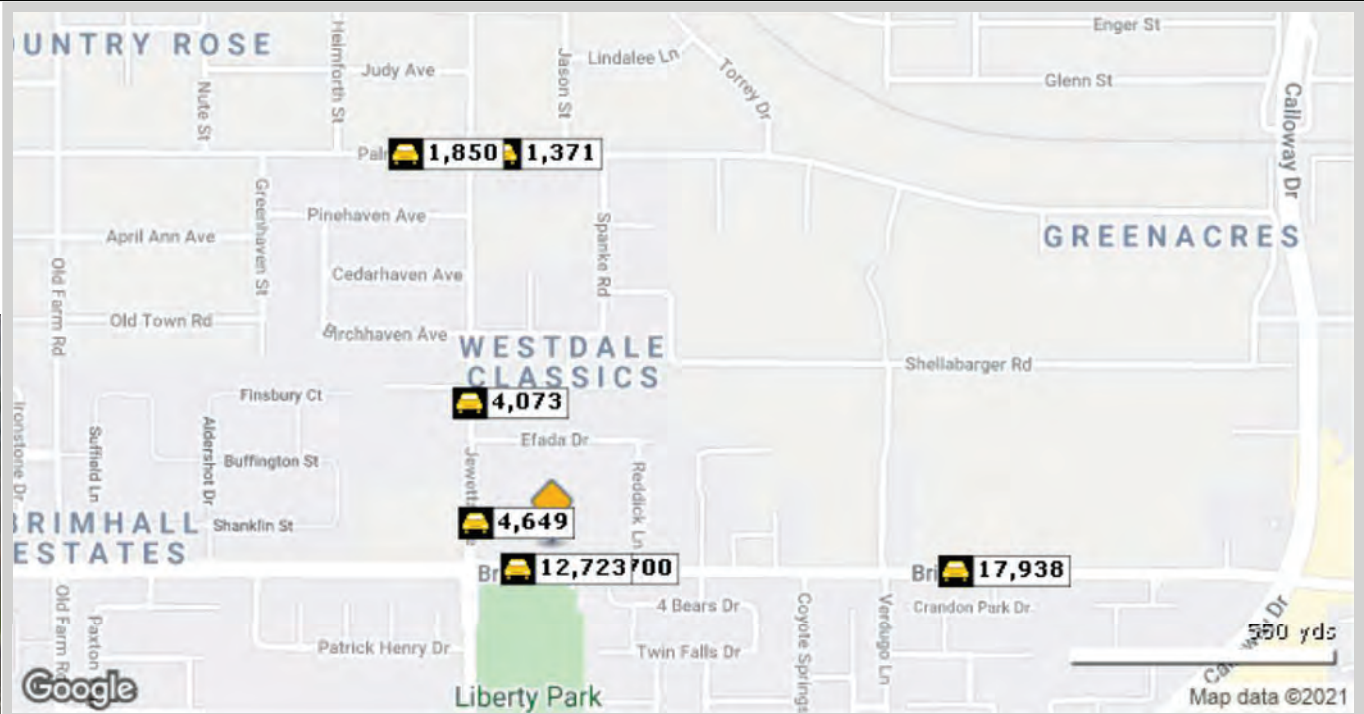 Enger St
UNTRY ROSE
Heimforth St
Jason St
Lindalee Ln
Judy Ave
Torrey Dr
Glenn St
Nute St
Calloway Dr
1,850
1,371
Pinehaven Ave
Greenhaven St
Spanke Rd
April Ann Ave
GREENACRES
Cedarhaven Ave
Old Farm Rd
Old Town Rd
Birchhaven Ave
WESTDALE
CLASSICS
Shellabarger Rd
Finsbury Ct
4,073
Ironstone Dr
Suffield Ln
Aldershot Dr
Efada Dr
Buffington St
Jewetta
Reddick Ln
BRIMHALL
ESTATES
Shanklin St
4,649
Br
12,723
700
Bri
17,938
Old Farm Rd
Paxton
4 Bears Dr
Coyote Springs
Verdugo Ln
Crandon Park Dr
Patrick Henry Dr
Twin Falls Dr
550 yds
Google
Liberty Park
Map data ©2021